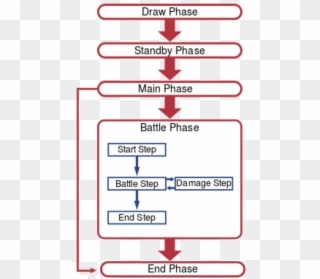 Draw Phase
Standby Phase
Main Phase
Battle Phase
Start Step
Battle Step
Damage Step
End Step
End Phase